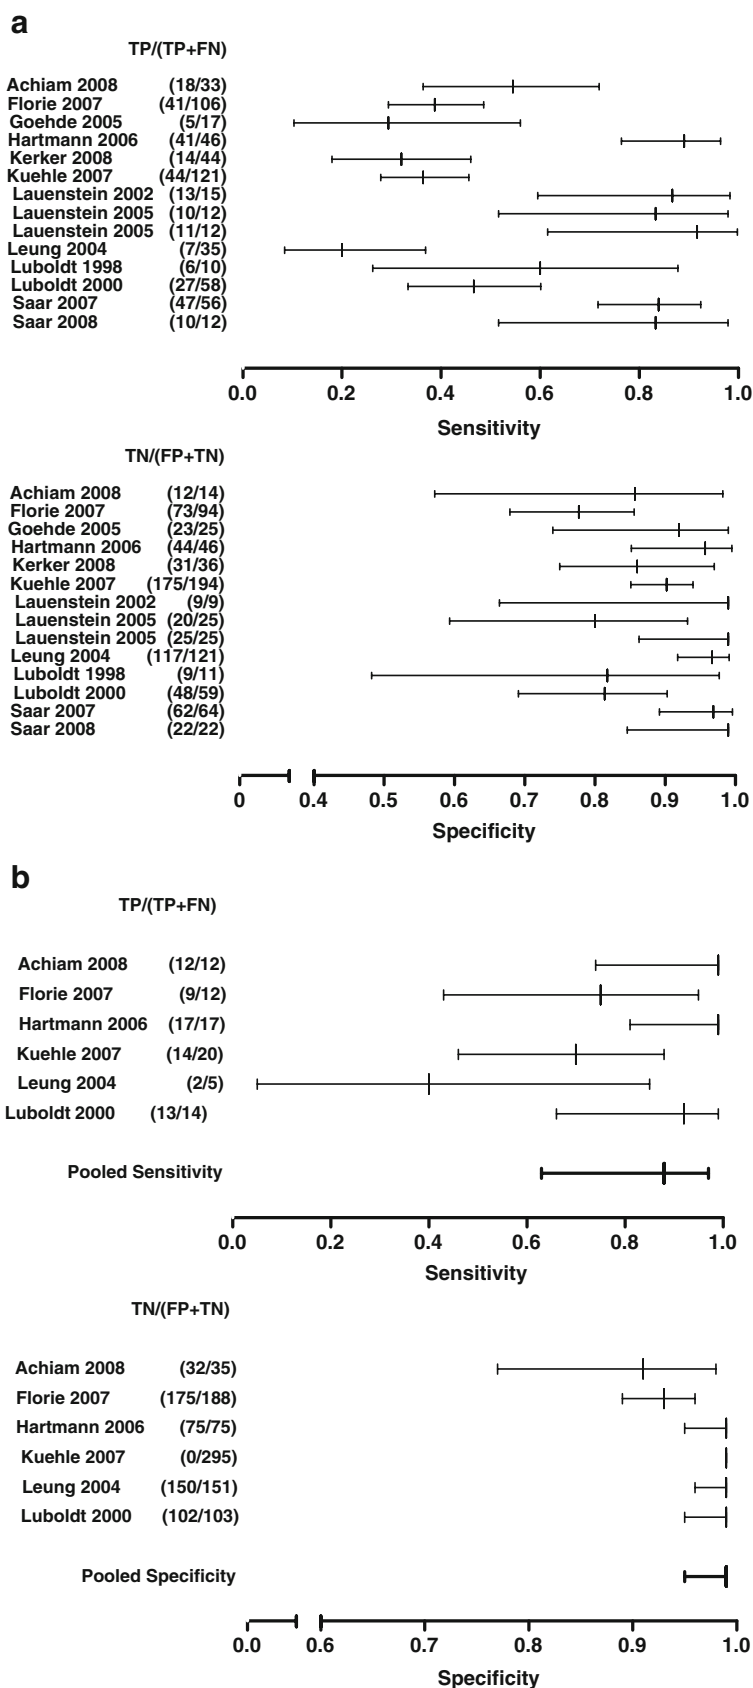 a
TP/(TP+FN)
Achiam 2008 (18/33)
Florie 2007 (41/106)
Goehde 2005 (5/17)
Hartmann 2006 (41/46)
Kerker 2008 (14/44)
Kuehle 2007 (44/121)
Lauenstein 2002 (13/15)
Lauenstein 2005 (10/12)
Lauenstein 2005 (11/12)
Leung 2004 (7/35)
Luboldt 1998 (6/10)
Luboldt 2000 (27/58)
Saar 2007 (47/56)
Saar 2008 (10/12)
0.0 0.2 0.4 0.6 0.8 1.0
Sensitivity
TN/(FP+TN)
Achiam 2008 (12/14)
Florie 2007 (73/94)
Goehde 2005 (23/25)
Hartmann 2006 (44/46)
Kerker 2008 (31/36)
Kuehle 2007 (175/194)
Lauenstein 2002 (9/9)
Lauenstein 2005 (20/25)
Lauenstein 2005 (25/25)
Leung 2004 (117/121)
Luboldt 1998 (9/11)
Luboldt 2000 (48/59)
Saar 2007 (62/64)
Saar 2008 (22/22)
0 0.4 0.5 0.6 0.7 0.8 0.9 1.0
Specificity
b
TP/(TP+FN)
Achiam 2008 (12/12)
Florie 2007 (9/12)
Hartmann 2006 (17/17)
Kuehle 2007 (14/20)
Leung 2004 (2/5)
Luboldt 2000 (13/14)
Pooled Sensitivity
0.0 0.2 0.4 0.6 0.8 1.0
Sensitivity
TN/(FP+TN)
Achiam 2008 (32/35)
Florie 2007 (175/188)
Hartmann 2006 (75/75)
Kuehle 2007 (0/295)
Leung 2004 (150/151)
Luboldt 2000 (102/103)
Pooled Specificity
0.0 0.6 0.7 0.8 0.9 1.0
Specificity